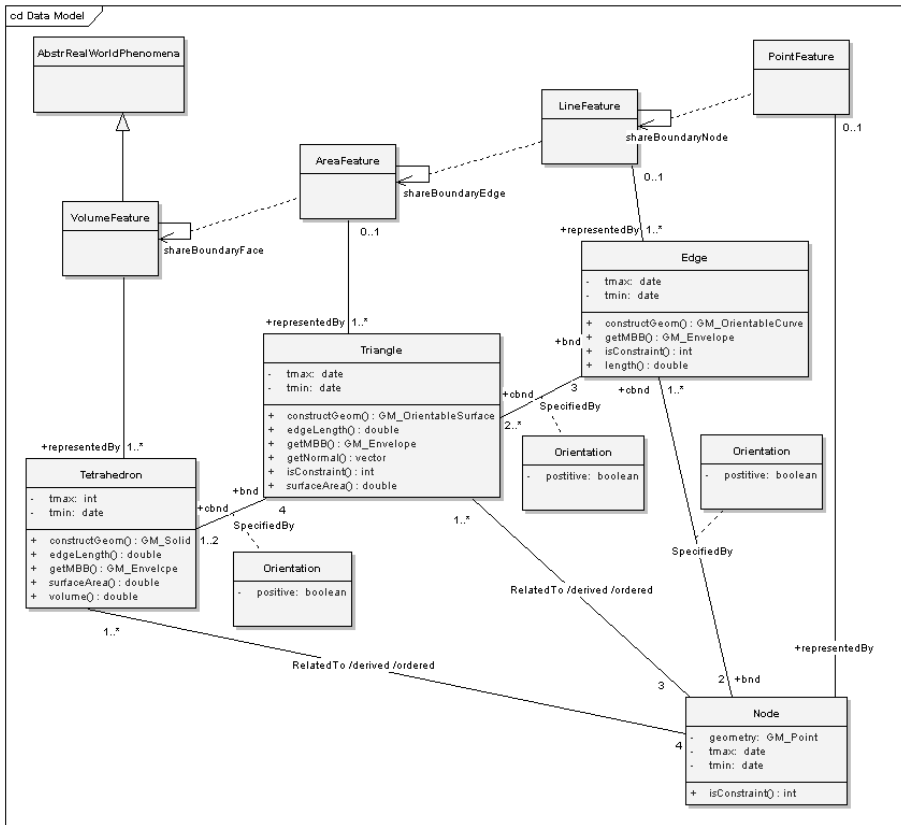 cd Data Model
AbstrRealWorldPhenomena
PointFeature
LineFeature
shareBoundaryNode
0..1
AreaFeature
shareBoundaryEdge
0..1
VolumeFeature
shareBoundaryFace
0..1
+representedBy 1..*
Edge
- tmax: date
- tmin: date
+ constructGeom() : GM_OrientableCurve
+ getMBB() : GM_Envelope
+ isConstraint() : int
+ length() : double
+representedBy 1..*
Triangle
- tmax: date
- tmin: date
+ constructGeom() : GM_OrientableSurface
+ edgeLength() : double
+ getMBB() : GM_Envelope
+ getNormal() : vector
+ isConstraint() : int
+ surfaceArea() : double
+bnd
3
+cbnd
2..*
SpecifiedBy
+cbnd
1..*
Orientation
- postitive: boolean
Orientation
- postitive: boolean
SpecifiedBy
+representedBy 1..*
Tetrahedron
- tmax: int
- tmin: date
+ constructGeom() : GM_Solid
+ edgeLength() : double
+ getMBB() : GM_Envelcpe
+ surfaceArea() : double
+ volume() : double
+bnd
4
+cbnd
1..2
SpecifiedBy
Orientation
- positive: boolean
1..*
RelatedTo /derived /ordered
1..*
RelatedTo /derived /ordered
+representedBy
3
2 +bnd
4
Node
- geometry: GM_Point
- tmax: date
- tmin: date
+ isConstraint() : int